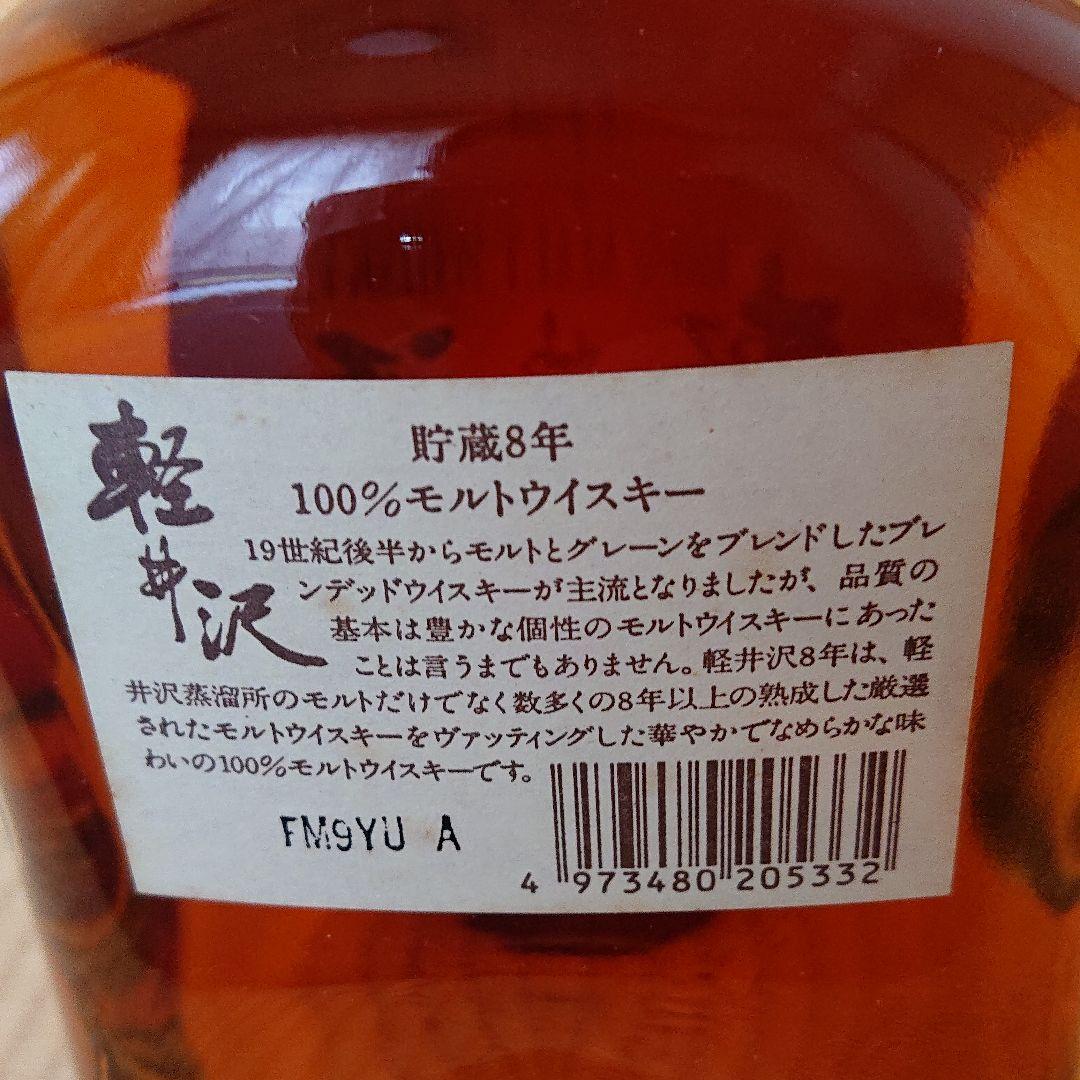 軽井沢
貯蔵8年
100%モルトウイスキー
19世紀後半からモルトとグレーンをブレンドしたブレ
ンデッドウイスキーが主流となりましたが、品質の
基本は豊かな個性のモルトウイスキーにあった
ことは言うまでもありません。軽井沢8年は、軽
井沢蒸溜所のモルトだけでなく数多くの8年以上の熟成した厳選
されたモルトウイスキーをヴァッティングした華やかでなめらかな味
わいの100%モルトウイスキーです。
FM9YU A
4 973480 205332